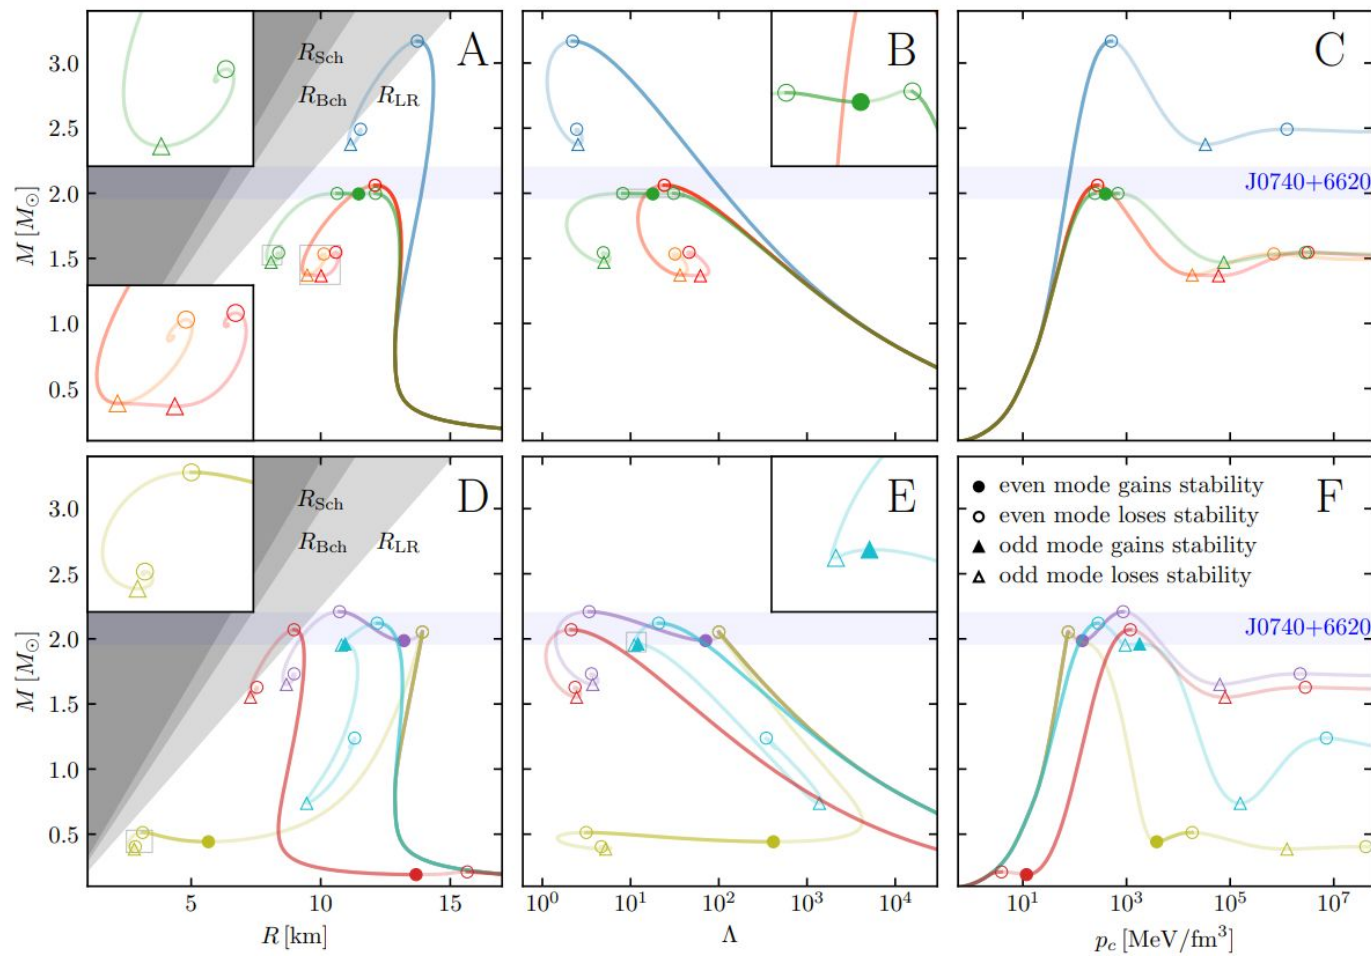 A
B
C
R_Sch
R_Bch
R_LR
J0740+6620
M [M_⊙]
3.0
2.5
2.0
1.5
1.0
0.5
D
E
F
R_Sch
R_Bch
R_LR
even mode gains stability
even mode loses stability
odd mode gains stability
odd mode loses stability
J0740+6620
M [M_⊙]
3.0
2.5
2.0
1.5
1.0
0.5
5 10 15
10^0 10^1 10^2 10^3 10^4
10^1 10^3 10^5 10^7
R [km]
Λ
p_c [MeV/fm^3]